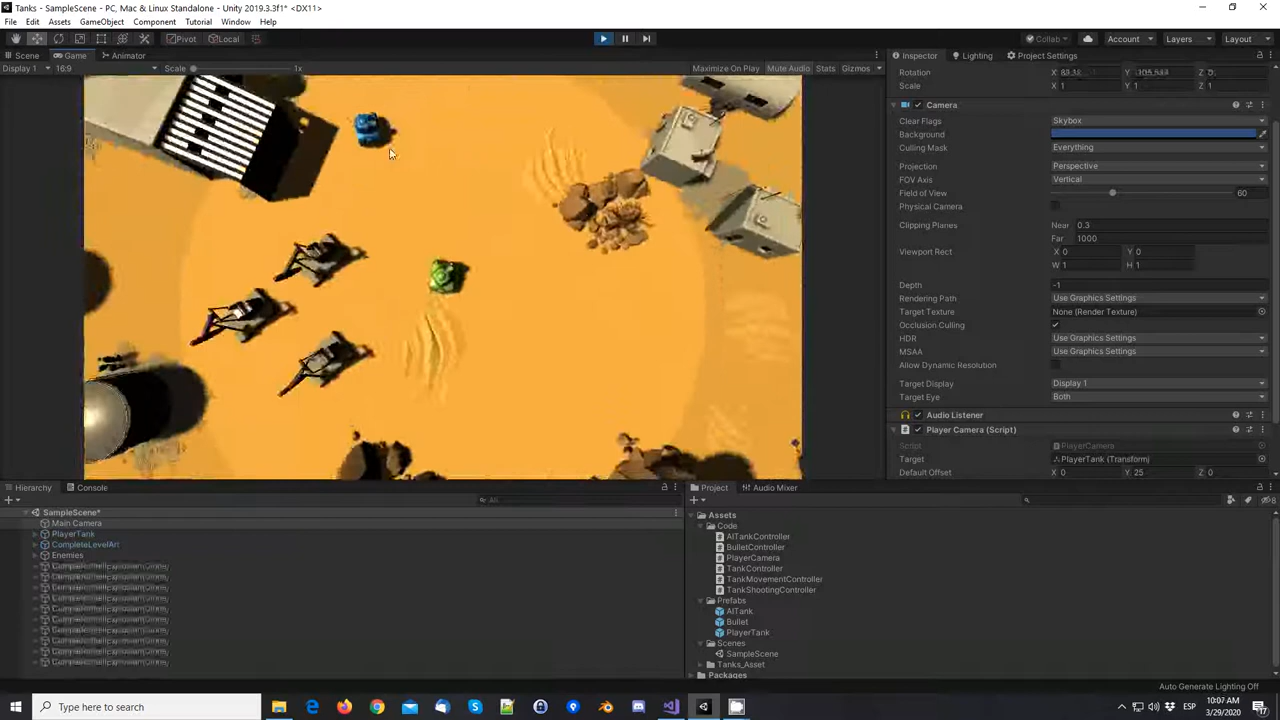 Tanks - SampleScene - PC, Mac & Linux Standalone - Unity 2019.3.3f1* <DX11>
File Edit Assets GameObject Component Tutorial Window Help
Pivot Local Collab Account Layers Layout
Scene Game Animator
Display 1 16:9 Scale 1x Maximize On Play Mute Audio Stats Gizmos
Inspector Lighting Project Settings
Rotation X Y Z
Scale X 1 Y 1 Z 1
Camera
Clear Flags Skybox
Background
Culling Mask Everything
Projection Perspective
FOV Axis Vertical
Field of View 60
Physical Camera
Clipping Planes Near 0.3
Far 1000
Viewport Rect X 0 Y 0
W 1 H 1
Depth -1
Rendering Path Use Graphics Settings
Target Texture None (Render Texture)
Occlusion Culling
HDR Use Graphics Settings
MSAA Use Graphics Settings
Allow Dynamic Resolution
Target Display Display 1
Target Eye Both
Audio Listener
Player Camera (Script)
Script PlayerCamera
Target PlayerTank (Transform)
Default Offset X 0 Y 25 Z 0
Hierarchy Console
All
SampleScene*
Main Camera
PlayerTank
CompleteLevelArt
Enemies
Project Audio Mixer
8
Assets
Code
AITankController
BulletController
PlayerCamera
TankController
TankMovementController
TankShootingController
Prefabs
AITank
Bullet
PlayerTank
Scenes
SampleScene
Tanks_Asset
Packages
Auto Generate Lighting Off
Type here to search
ESP
10:07 AM
3/29/2020